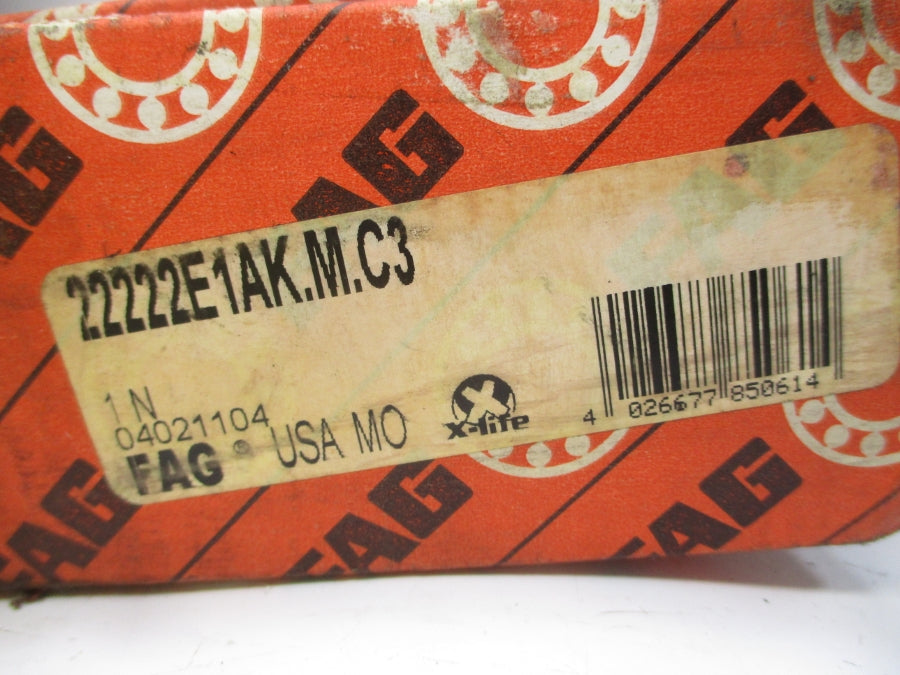 FAG
FAG
FAG
22222E1AK.M.C3
1 N
04021104
FAG ® USA MO
X-life
4 026677 850614
FAG
FAG
FAG